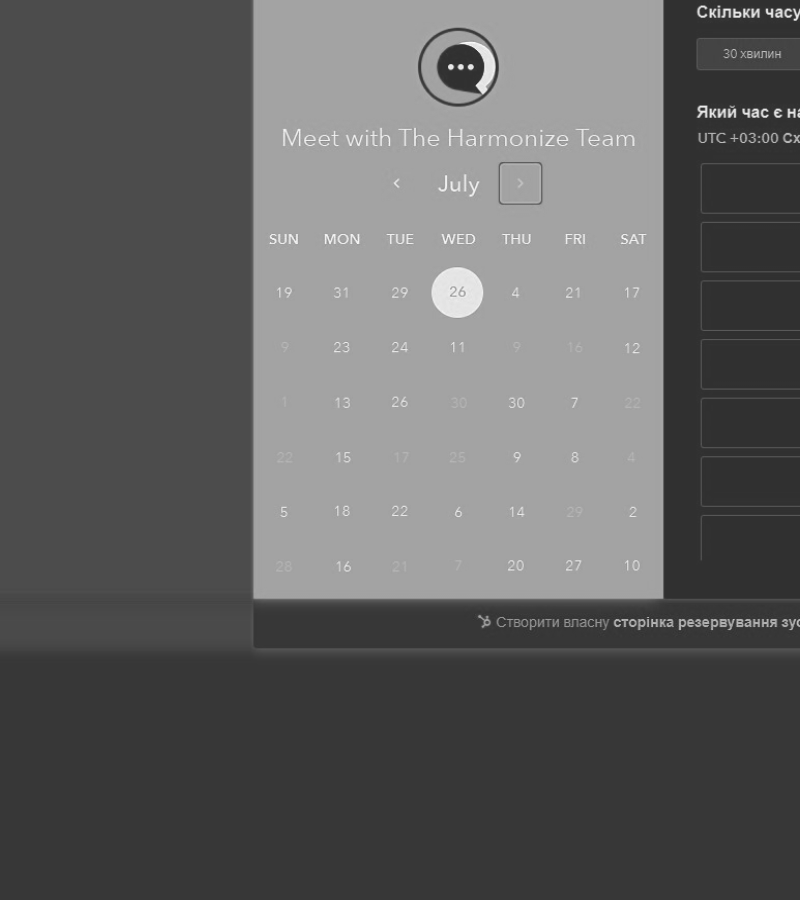 Скільки часу
30 хвилин
Meet with The Harmonize Team
Який час є на
UTC +03:00 Сх
July
SUN MON TUE WED THU FRI SAT
19 31 29 26 4 21 17
9 23 24 11 9 16 12
1 13 26 30 30 7 22
22 15 17 25 9 8 4
5 18 22 6 14 29 2
28 16 21 7 20 27 10
Створити власну сторінка резервування зус